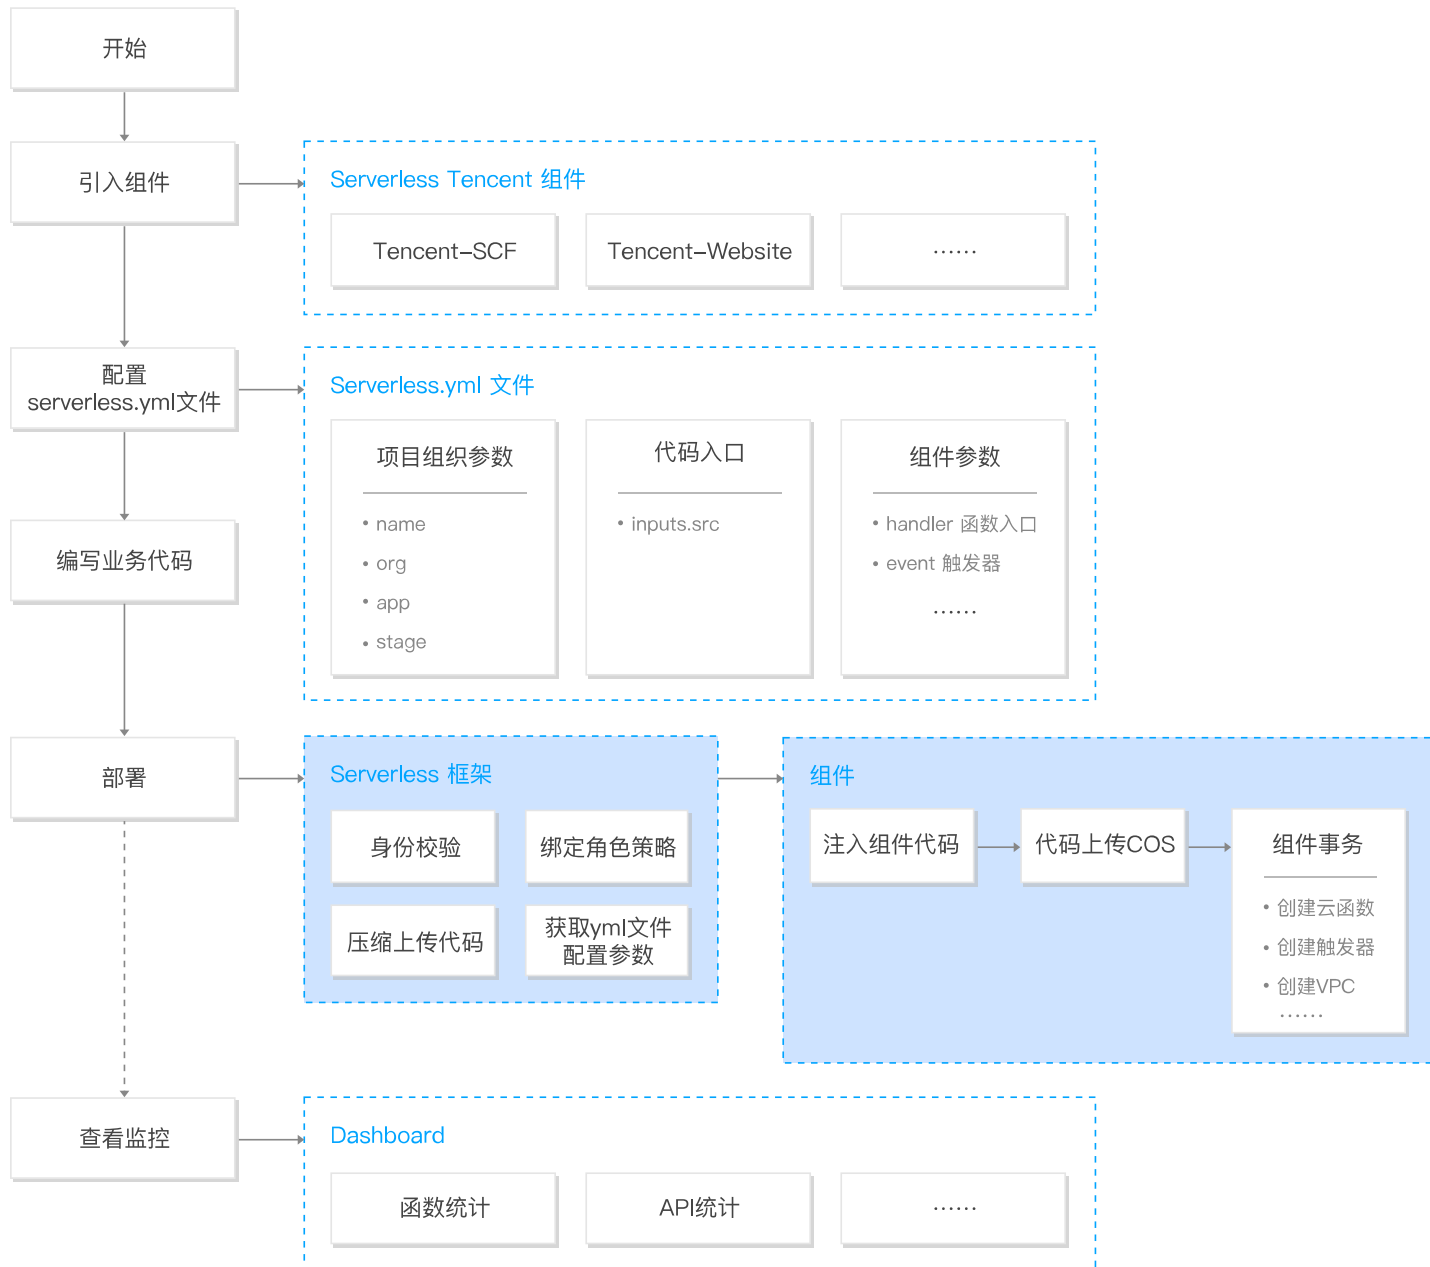 开始
引入组件
Serverless Tencent 组件
Tencent-SCF
Tencent-Website
······
配置
serverless.yml文件
Serverless.yml 文件
项目组织参数
• name
• org
• app
• stage
代码入口
• inputs.src
组件参数
• handler 函数入口
• event 触发器
······
编写业务代码
部署
Serverless 框架
身份校验
绑定角色策略
压缩上传代码
获取yml文件
配置参数
组件
注入组件代码
代码上传COS
组件事务
• 创建云函数
• 创建触发器
• 创建VPC
······
查看监控
Dashboard
函数统计
API统计
······